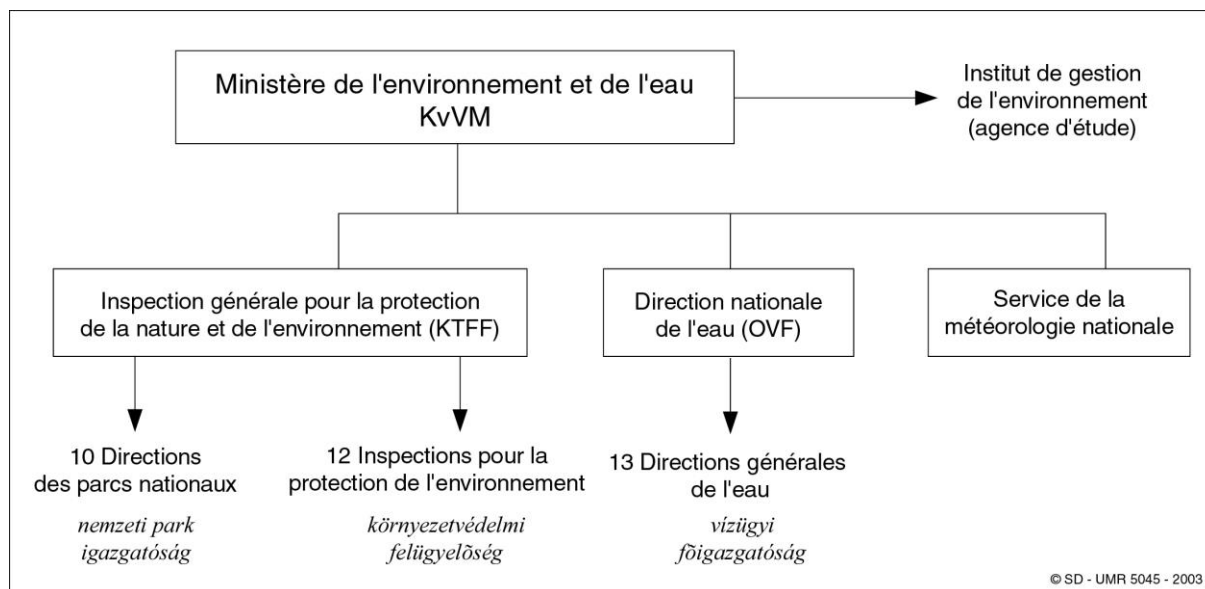 Ministère de l'environnement et de l'eau
KvVM
Institut de gestion
de l'environnement
(agence d'étude)
Inspection générale pour la protection
de la nature et de l'environnement (KTFF)
Direction nationale
de l'eau (OVF)
Service de la
météorologie nationale
10 Directions
des parcs nationaux
nemzeti park
igazgatóság
12 Inspections pour la
protection de l'environnement
környezetvédelmi
felügyelõség
13 Directions générales
de l'eau
vízügyi
fõigazgatóság
© SD - UMR 5045 - 2003